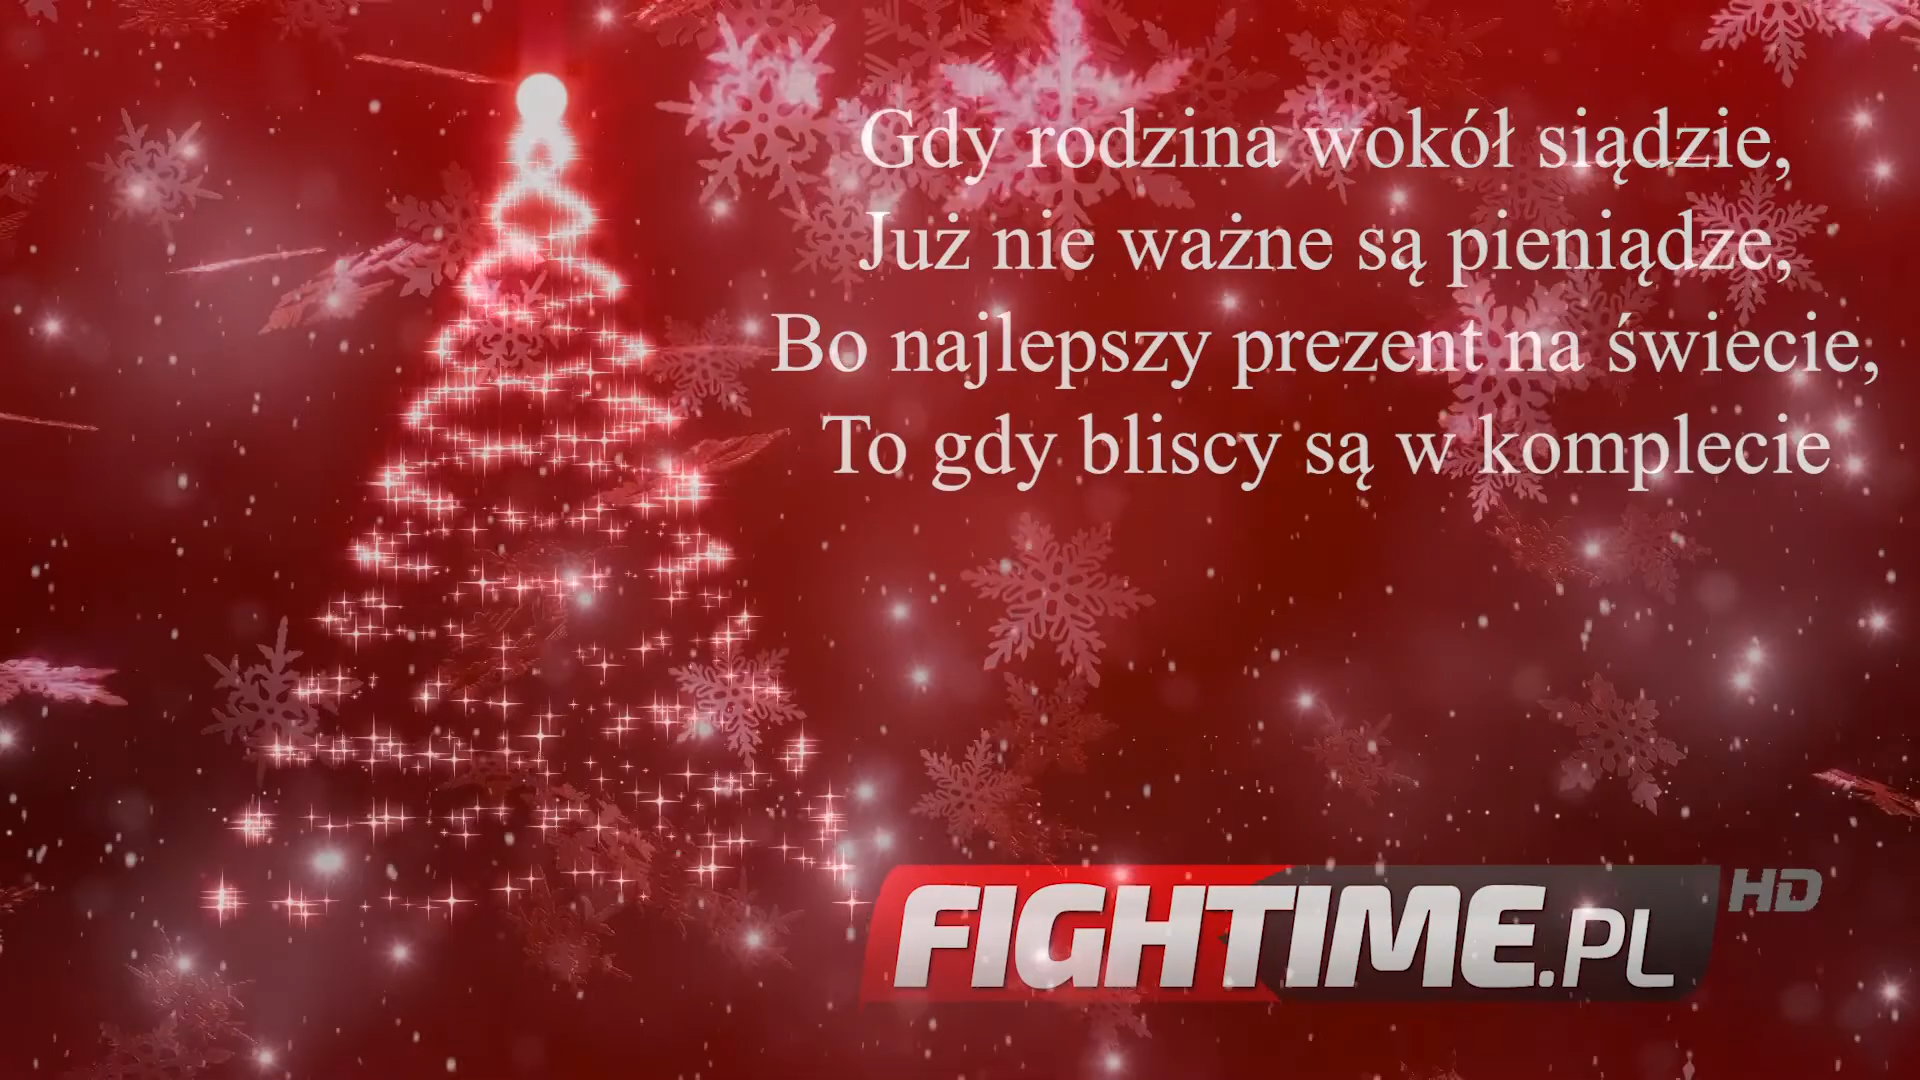 Gdy rodzina wokół siądzie,
Już nie ważne są pieniądze,
Bo najlepszy prezent na świecie,
To gdy bliscy są w komplecie
FIGHTIME.PL HD